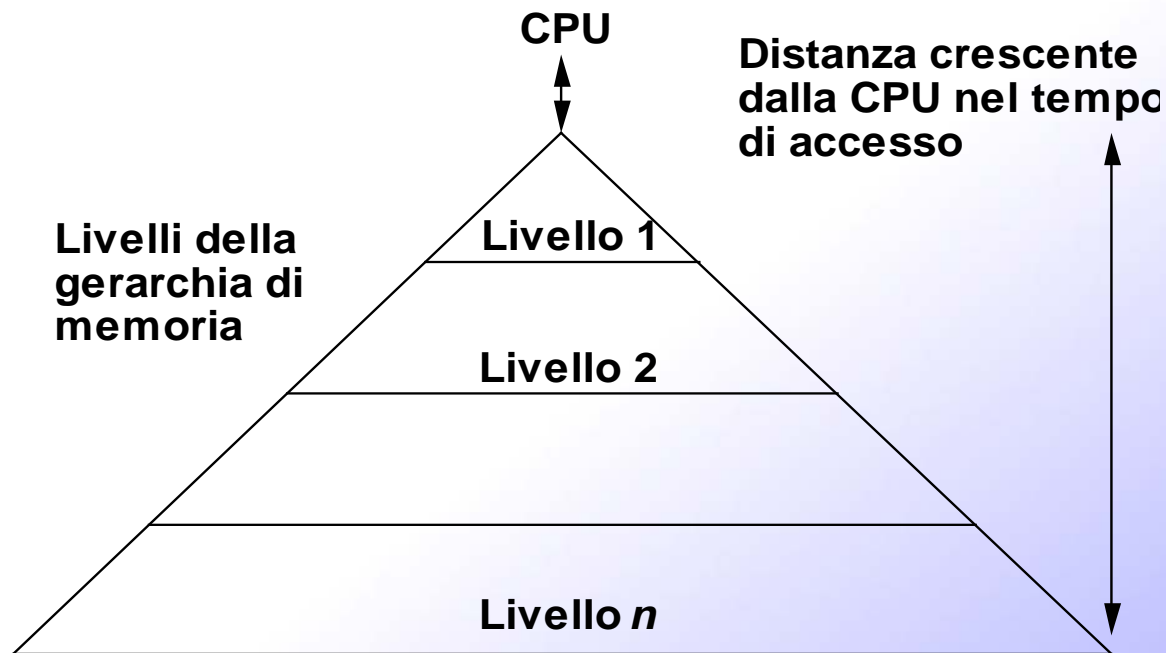 CPU
Distanza crescente
dalla CPU nel tempo
di accesso
Livelli della
gerarchia di
memoria
Livello 1
Livello 2
Livello n